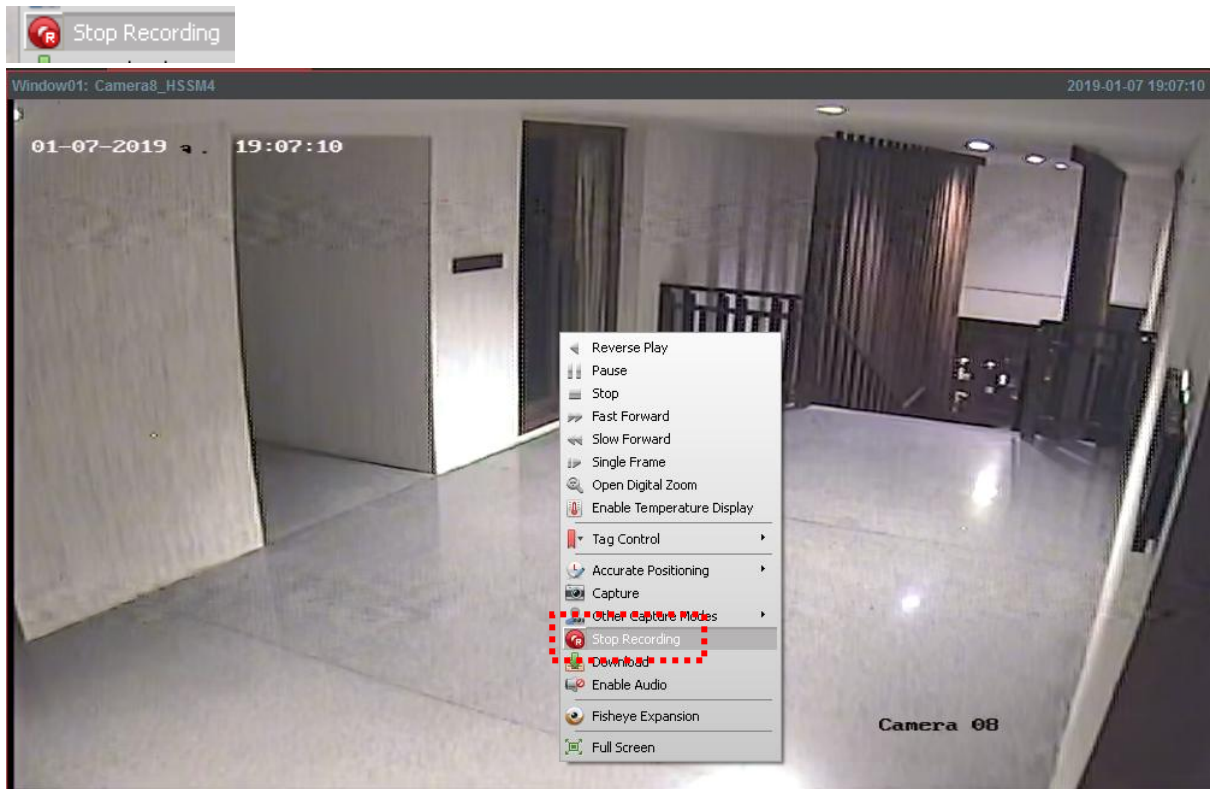 Stop Recording
Window01: Camera8_HSSM4 2019-01-07 19:07:10
01-07-2019 จ. 19:07:10
Reverse Play
Pause
Stop
Fast Forward
Slow Forward
Single Frame
Open Digital Zoom
Enable Temperature Display
Tag Control
Accurate Positioning
Capture
Other Capture Modes
Stop Recording
Download
Enable Audio
Fisheye Expansion
Full Screen
Camera 08